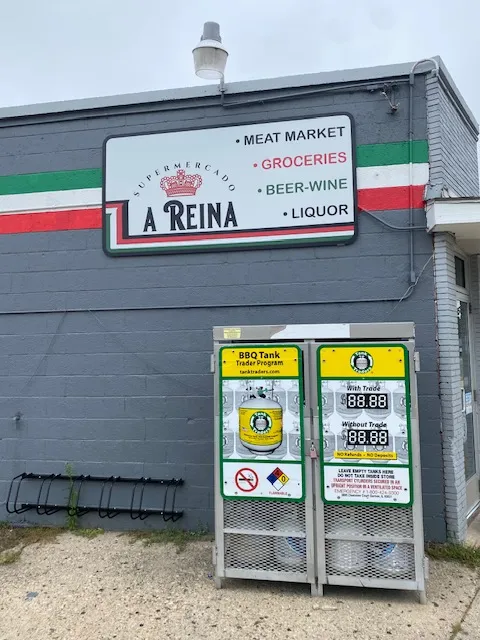 SUPERMERCADO
LA REINA
• MEAT MARKET
• GROCERIES
• BEER-WINE
• LIQUOR
BBQ Tank
Trader Program
tanktraders.com
With Trade
88.88
Without Trade
88.88
NO Refunds - NO Deposits
LEAVE EMPTY TANKS HERE
DO NOT TAKE INSIDE STORE
TRANSPORT CYLINDERS SECURED IN AN
UPRIGHT POSITION IN A VENTILATED SPACE
FLAMMABLE